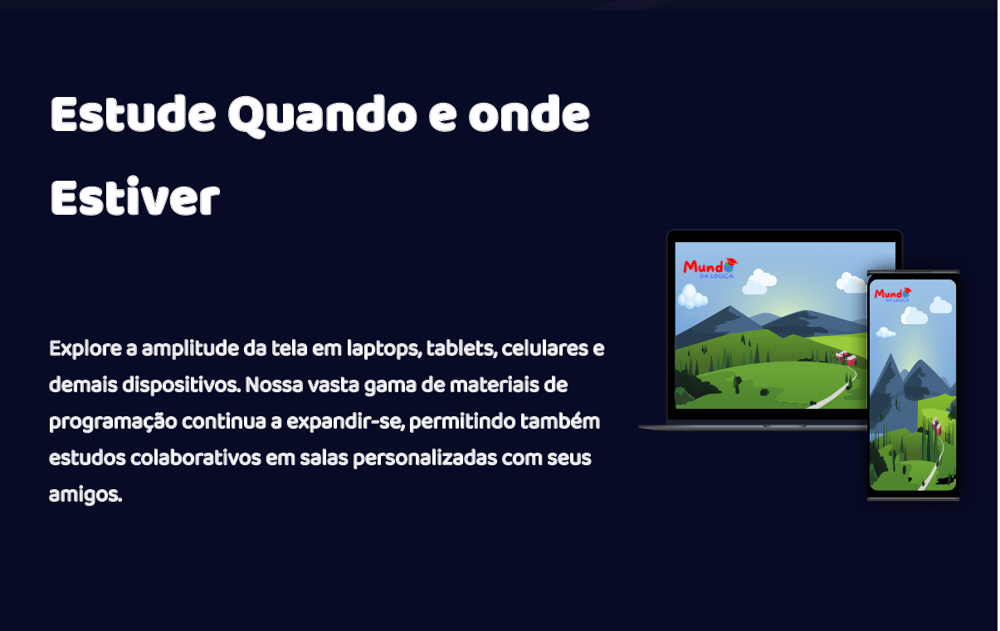 Estude Quando e onde
Estiver
Explore a amplitude da tela em laptops, tablets, celulares e
demais dispositivos. Nossa vasta gama de materiais de
programação continua a expandir-se, permitindo também
estudos colaborativos em salas personalizadas com seus
amigos.
Mundo
DA LÓGICA
Mundo
DA LÓGICA